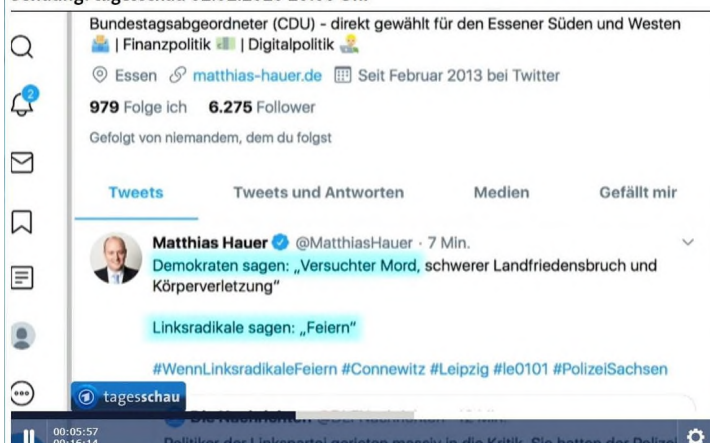 Bundestagsabgeordneter (CDU) - direkt gewählt für den Essener Süden und Westen
| Finanzpolitik | Digitalpolitik
Essen matthias-hauer.de Seit Februar 2013 bei Twitter
2
979 Folge ich 6.275 Follower
Gefolgt von niemandem, dem du folgst
Tweets Tweets und Antworten Medien Gefällt mir
Matthias Hauer @MatthiasHauer · 7 Min.
Demokraten sagen: „Versuchter Mord, schwerer Landfriedensbruch und
Körperverletzung“
Linksradikale sagen: „Feiern“
#WennLinksradikaleFeiern #Connewitz #Leipzig #le0101 #PolizeiSachsen
tagesschau
00:05:57